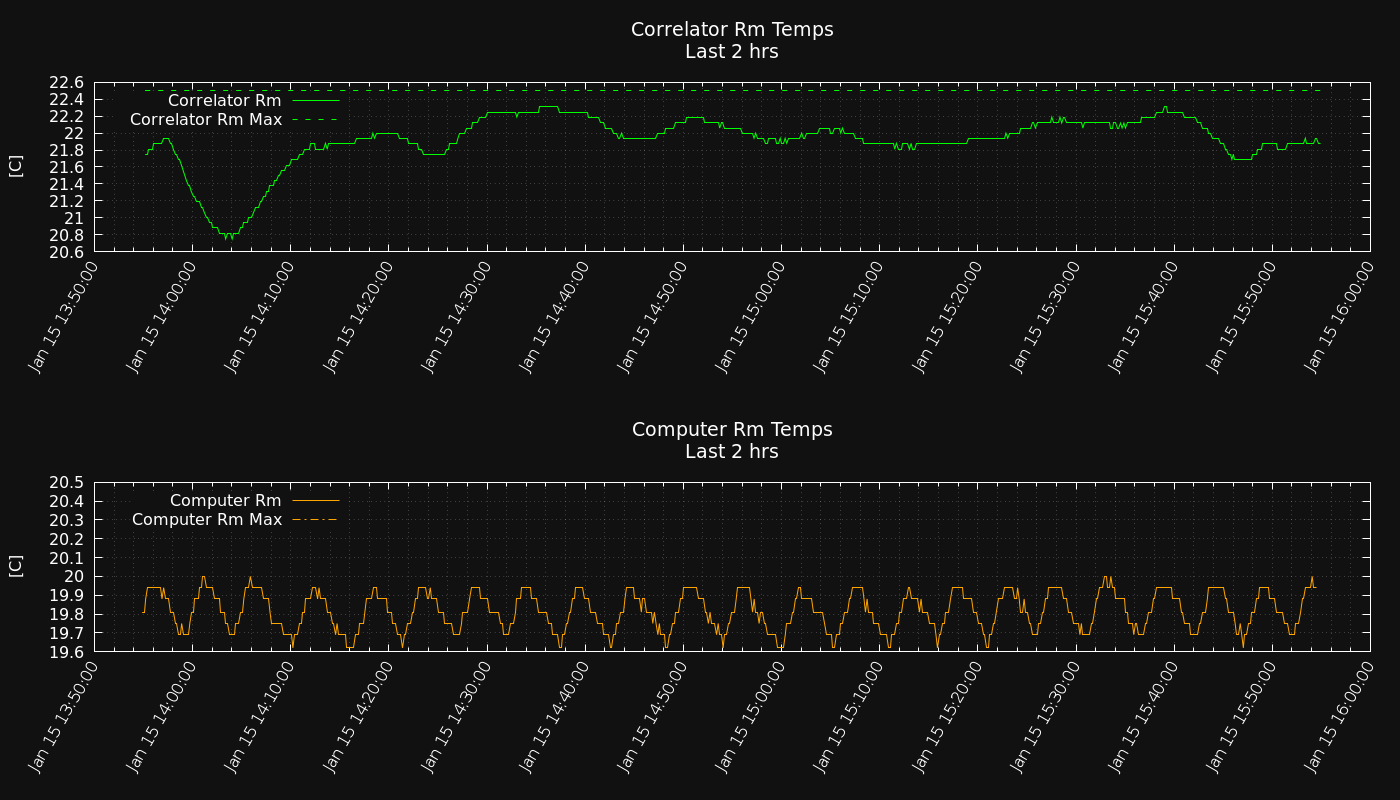 Correlator Rm Temps
Last 2 hrs
22.6
22.4
22.2
22
21.8
21.6
21.4
21.2
21
20.8
20.6
[C]
Correlator Rm
Correlator Rm Max
Jan 15 13:50:00
Jan 15 14:00:00
Jan 15 14:10:00
Jan 15 14:20:00
Jan 15 14:30:00
Jan 15 14:40:00
Jan 15 14:50:00
Jan 15 15:00:00
Jan 15 15:10:00
Jan 15 15:20:00
Jan 15 15:30:00
Jan 15 15:40:00
Jan 15 15:50:00
Jan 15 16:00:00
Computer Rm Temps
Last 2 hrs
20.5
20.4
20.3
20.2
20.1
20
19.9
19.8
19.7
19.6
[C]
Computer Rm
Computer Rm Max
Jan 15 13:50:00
Jan 15 14:00:00
Jan 15 14:10:00
Jan 15 14:20:00
Jan 15 14:30:00
Jan 15 14:40:00
Jan 15 14:50:00
Jan 15 15:00:00
Jan 15 15:10:00
Jan 15 15:20:00
Jan 15 15:30:00
Jan 15 15:40:00
Jan 15 15:50:00
Jan 15 16:00:00